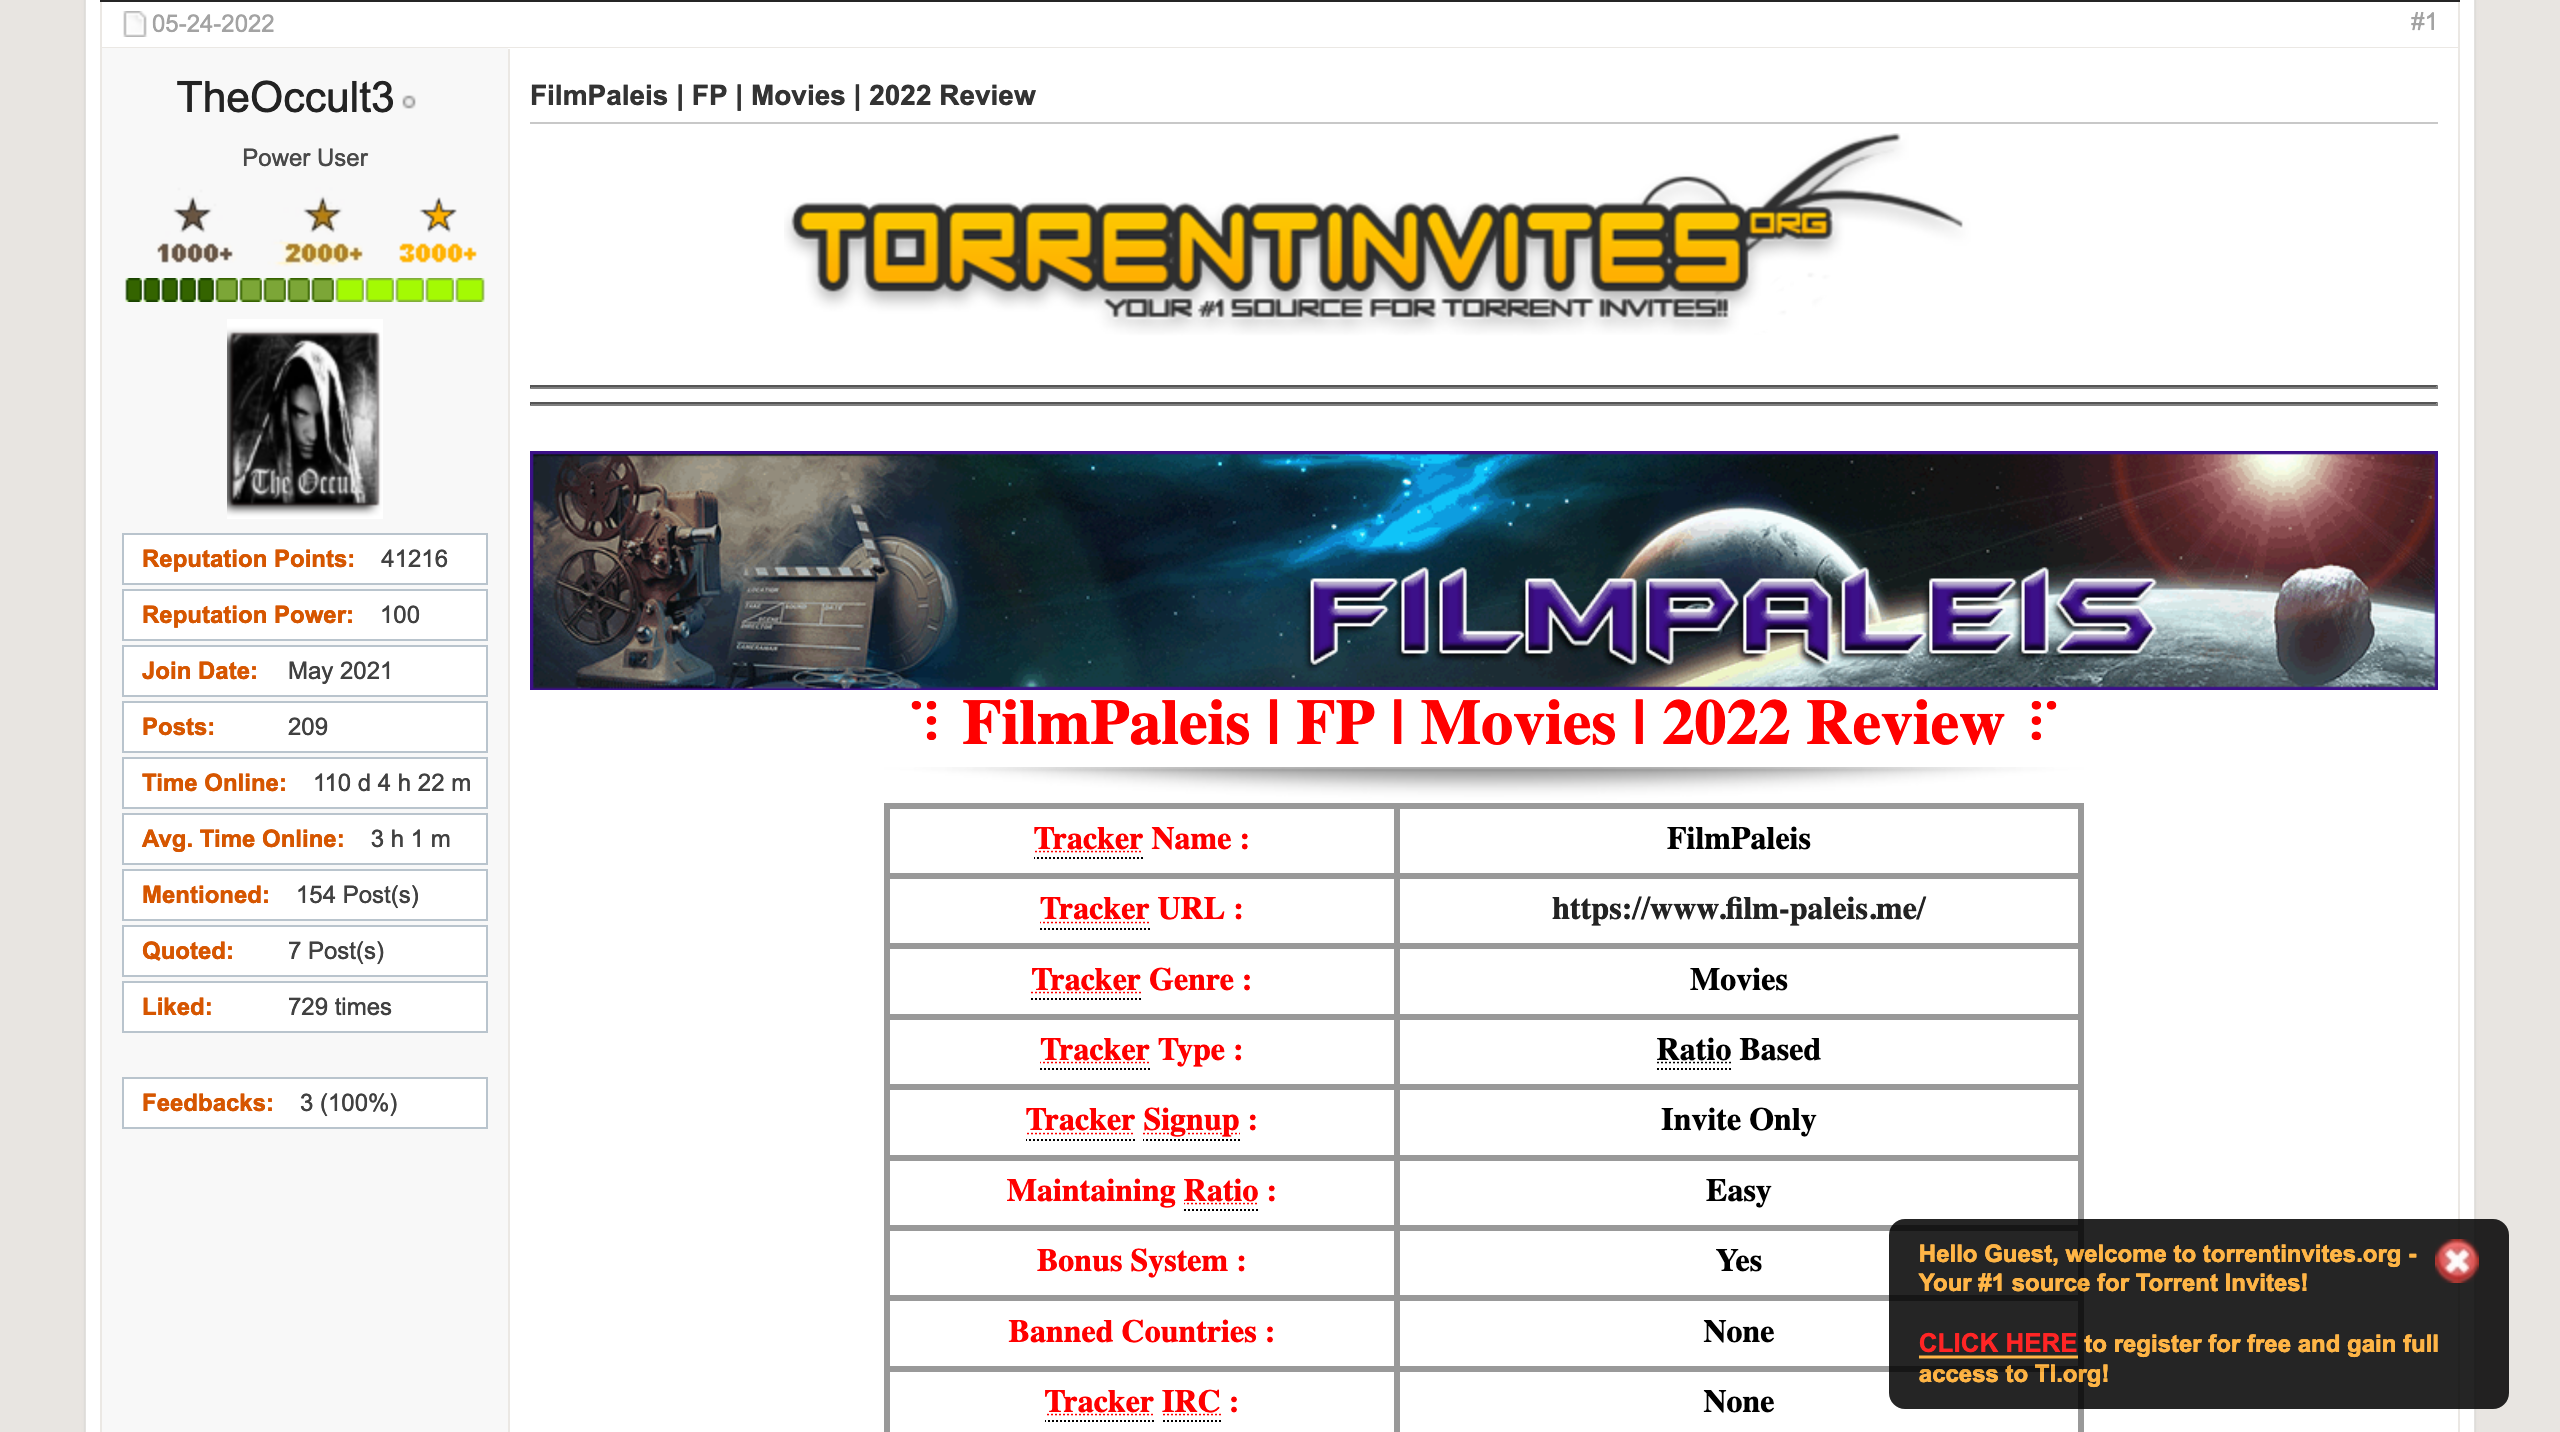 05-24-2022
#1
TheOccult3
Power User
1000+ 2000+ 3000+
The Occult
Reputation Points: 41216
Reputation Power: 100
Join Date: May 2021
Posts: 209
Time Online: 110 d 4 h 22 m
Avg. Time Online: 3 h 1 m
Mentioned: 154 Post(s)
Quoted: 7 Post(s)
Liked: 729 times
Feedbacks: 3 (100%)
FilmPaleis | FP | Movies | 2022 Review
TORRENTINVITES ORG
YOUR #1 SOURCE FOR TORRENT INVITES!!
FILMPALEIS
FilmPaleis | FP | Movies | 2022 Review
Tracker Name : FilmPaleis
Tracker URL : https://www.film-paleis.me/
Tracker Genre : Movies
Tracker Type : Ratio Based
Tracker Signup : Invite Only
Maintaining Ratio : Easy
Bonus System : Yes
Banned Countries : None
Tracker IRC : None
Hello Guest, welcome to torrentinvites.org -
Your #1 source for Torrent Invites!
CLICK HERE to register for free and gain full
access to TI.org!